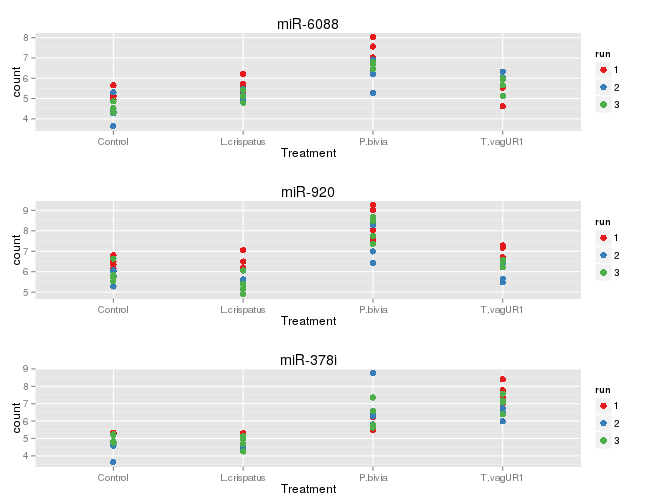 miR-6088
8
7
6
5
4
count
Control
L.crispatus
P.bivia
T.vagUR1
Treatment
run
1
2
3
miR-920
9
8
7
6
5
count
Control
L.crispatus
P.bivia
T.vagUR1
Treatment
run
1
2
3
miR-378i
9
8
7
6
5
4
count
Control
L.crispatus
P.bivia
T.vagUR1
Treatment
run
1
2
3